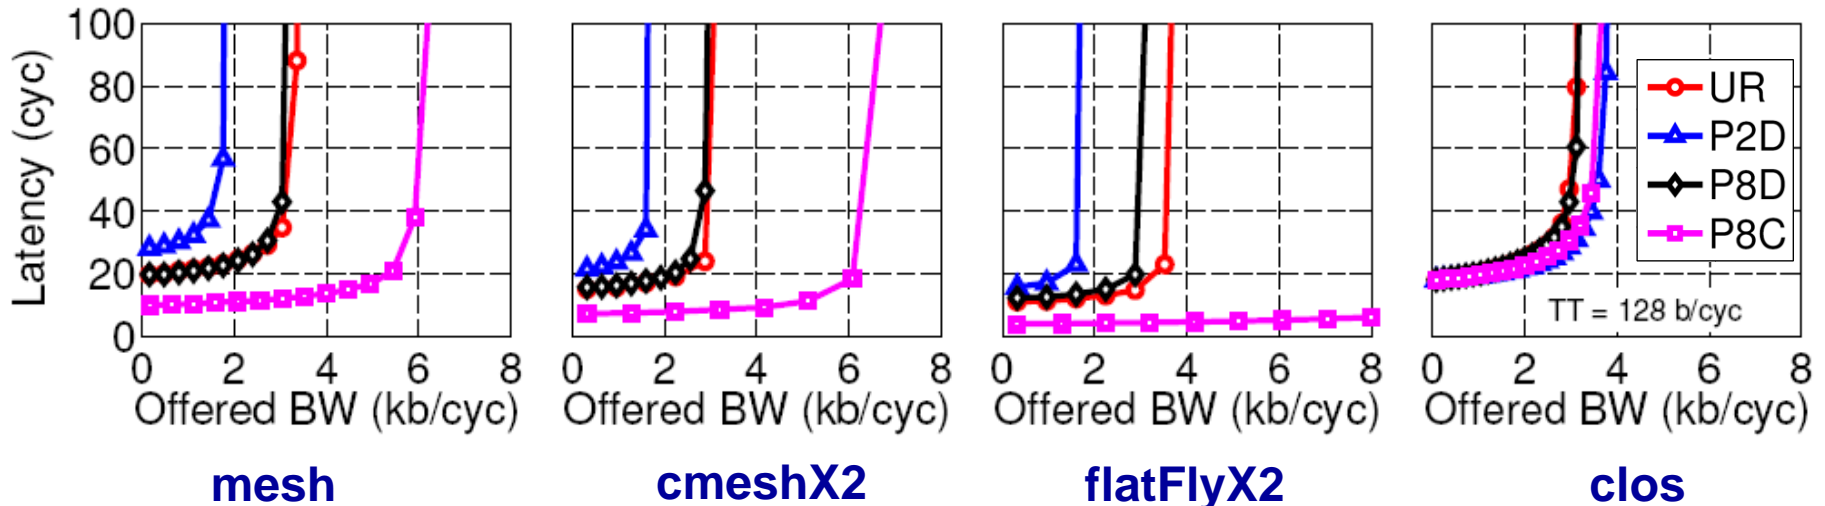 Latency (cyc)
100
80
60
40
20
0
0 2 4 6 8
Offered BW (kb/cyc)
mesh
0 2 4 6 8
Offered BW (kb/cyc)
cmeshX2
0 2 4 6 8
Offered BW (kb/cyc)
flatFlyX2
UR
P2D
P8D
P8C
TT = 128 b/cyc
0 2 4 6 8
Offered BW (kb/cyc)
clos